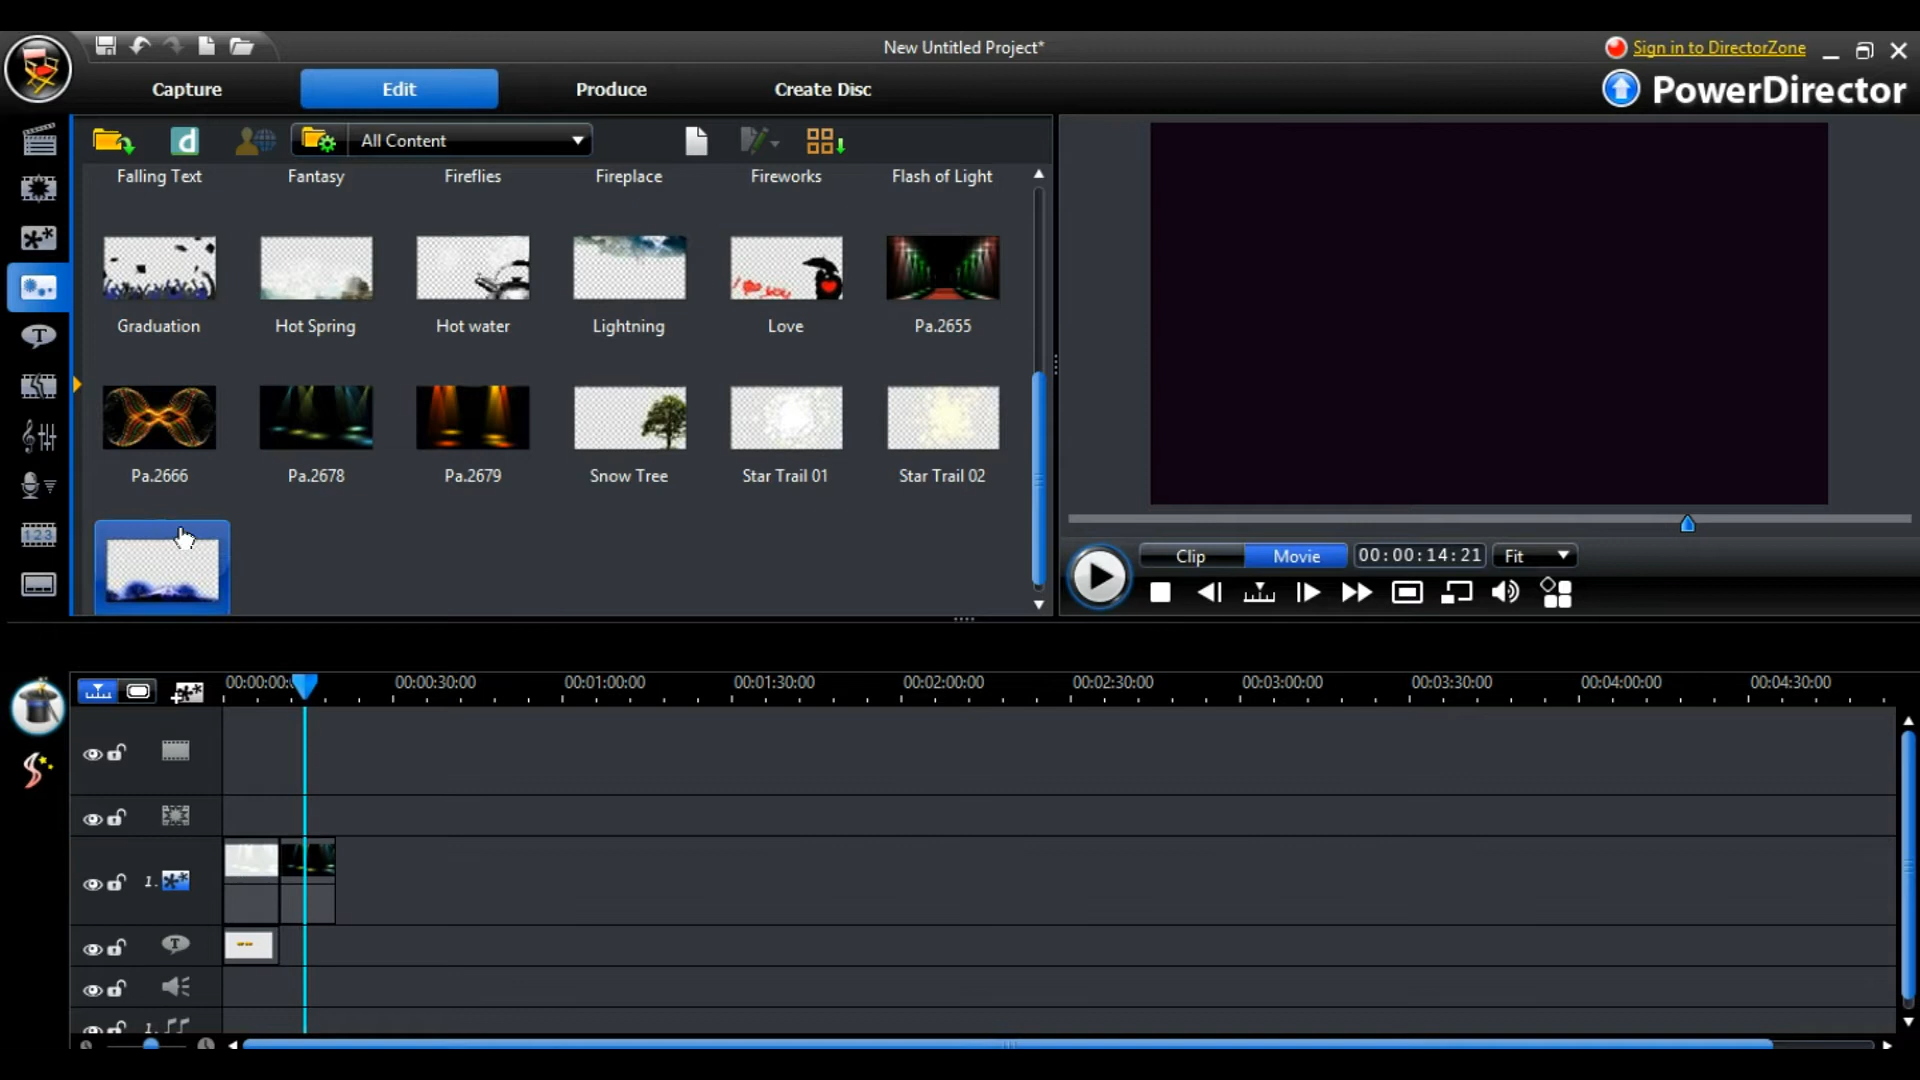 New Untitled Project*
Sign in to DirectorZone
Capture
Edit
Produce
Create Disc
PowerDirector
d
All Content
Falling Text
Fantasy
Fireflies
Fireplace
Fireworks
Flash of Light
Graduation
Hot Spring
Hot water
Lightning
Love
Pa.2655
Pa.2666
Pa.2678
Pa.2679
Snow Tree
Star Trail 01
Star Trail 02
T
123
Clip
Movie
00:00:14:21
Fit
00:00:0
00:00:30:00
00:01:00:00
00:01:30:00
00:02:00:00
00:02:30:00
00:03:00:00
00:03:30:00
00:04:00:00
00:04:30:00
1.
T
1.